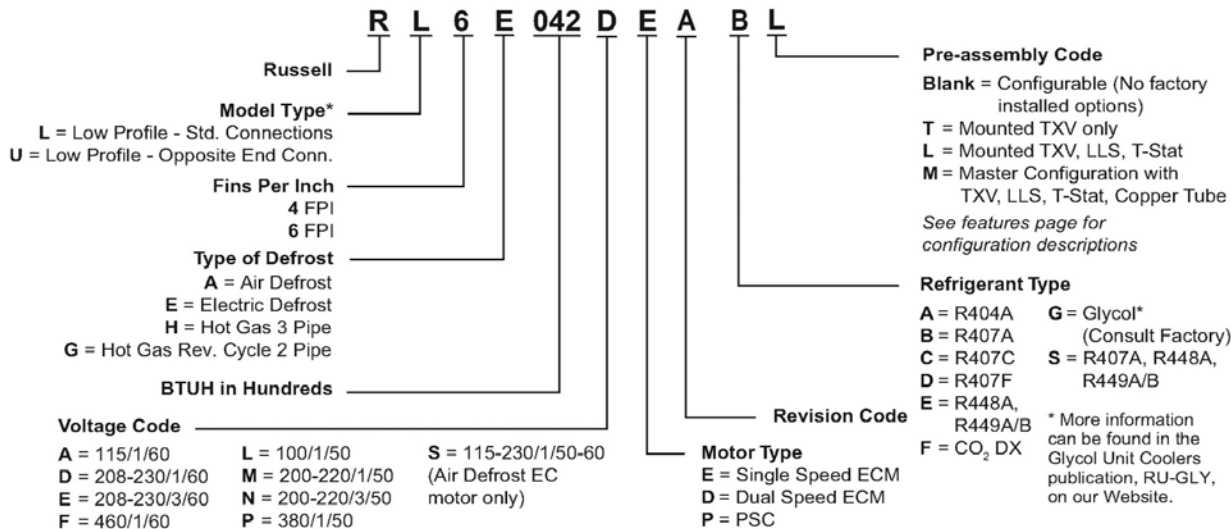 R L 6 E 042 D E A B L
Russell
Model Type*
L = Low Profile - Std. Connections
U = Low Profile - Opposite End Conn.
Fins Per Inch
4 FPI
6 FPI
Type of Defrost
A = Air Defrost
E = Electric Defrost
H = Hot Gas 3 Pipe
G = Hot Gas Rev. Cycle 2 Pipe
BTUH in Hundreds
Voltage Code
A = 115/1/60
D = 208-230/1/60
E = 208-230/3/60
F = 460/1/60
L = 100/1/50
M = 200-220/1/50
N = 200-220/3/50
P = 380/1/50
S = 115-230/1/50-60
(Air Defrost EC
motor only)
Motor Type
E = Single Speed ECM
D = Dual Speed ECM
P = PSC
Revision Code
Refrigerant Type
A = R404A
B = R407A
C = R407C
D = R407F
E = R448A,
R449A/B
F = CO₂ DX
G = Glycol*
(Consult Factory)
S = R407A, R448A,
R449A/B
* More information
can be found in the
Glycol Unit Coolers
publication, RU-GLY,
on our Website.
Pre-assembly Code
Blank = Configurable (No factory
installed options)
T = Mounted TXV only
L = Mounted TXV, LLS, T-Stat
M = Master Configuration with
TXV, LLS, T-Stat, Copper Tube
See features page for
configuration descriptions